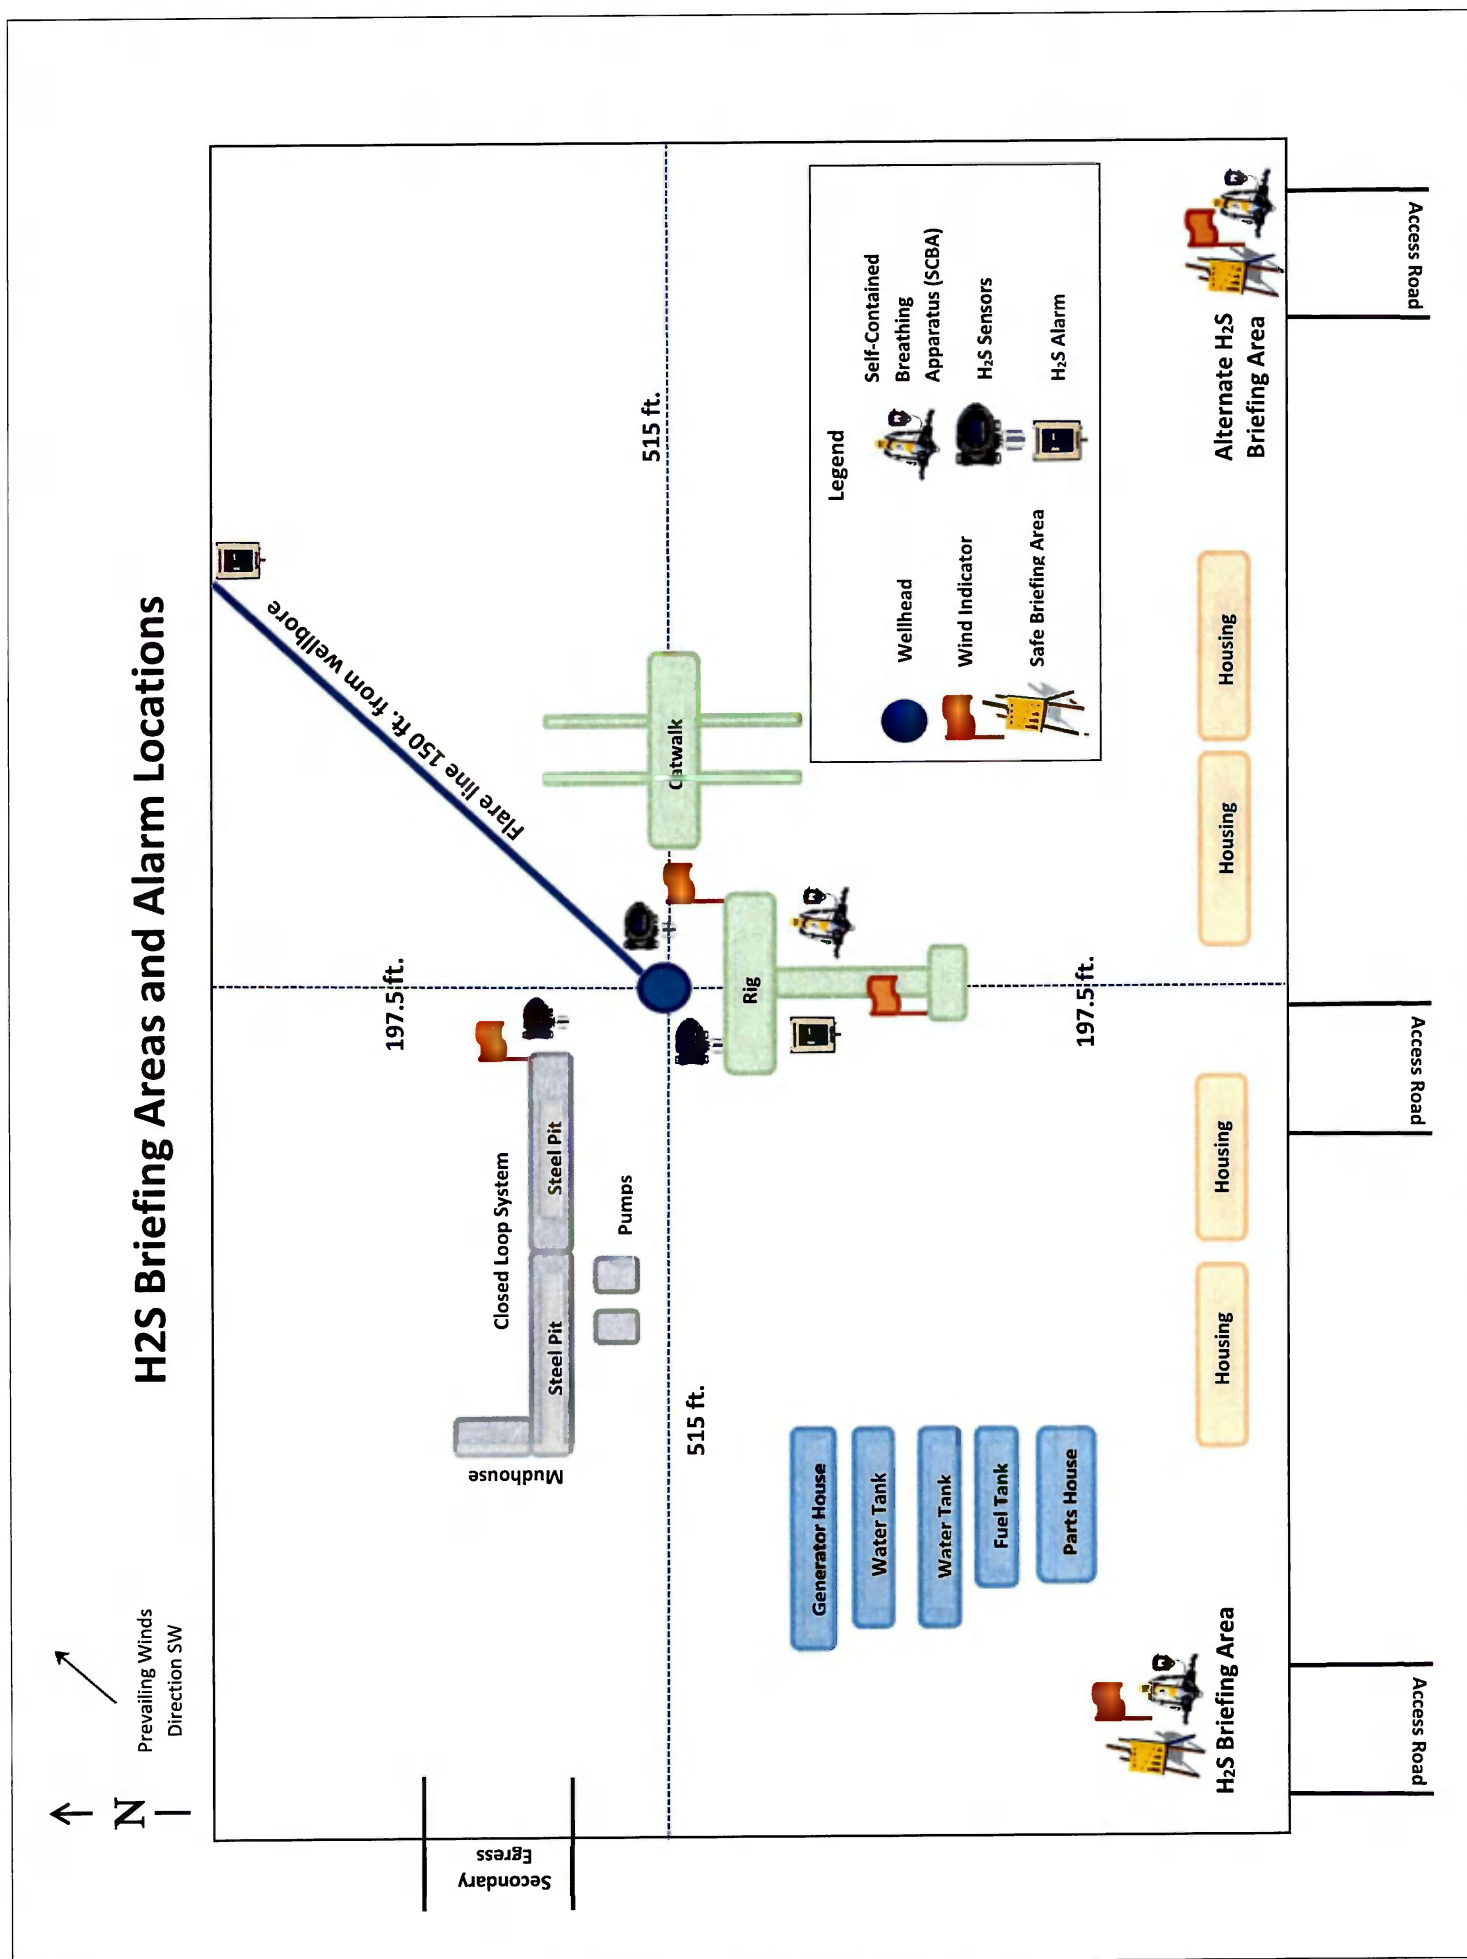 H2S Briefing Areas and Alarm Locations
N
Prevailing Winds
Direction SW
Secondary
Egress
197.5 ft.
Flare line 150 ft. from wellbore
Closed Loop System
Steel Pit
Steel Pit
Mudhouse
Pumps
515 ft.
515 ft.
Catwalk
Rig
Generator House
Water Tank
Water Tank
Fuel Tank
Parts House
197.5 ft.
Legend
Wellhead
Wind Indicator
Safe Briefing Area
Self-Contained
Breathing
Apparatus (SCBA)
H₂S Sensors
H₂S Alarm
H₂S Briefing Area
Housing
Housing
Housing
Housing
Alternate H₂S
Briefing Area
Access Road
Access Road
Access Road